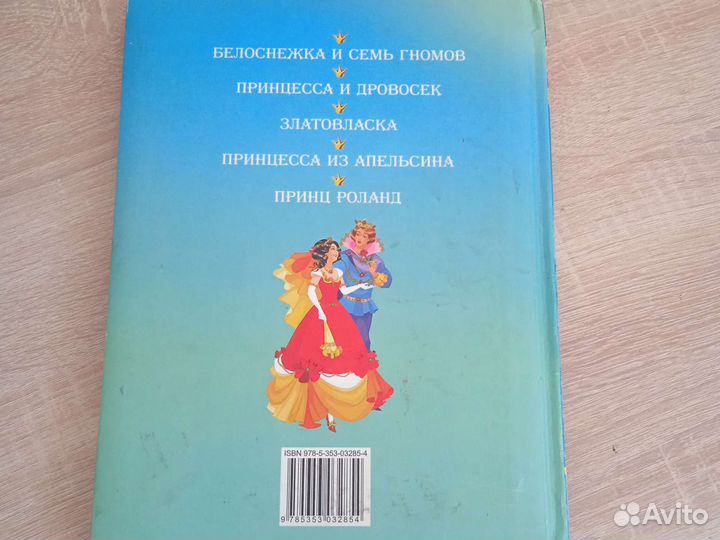 БЕЛОСНЕЖКА И СЕМЬ ГНОМОВ
ПРИНЦЕССА И ДРОВОСЕК
ЗЛАТОВЛАСКА
ПРИНЦЕССА ИЗ АПЕЛЬСИНА
ПРИНЦ РОЛАНД
ISBN 978-5-353-03285-4
9 785353 032854
Avito